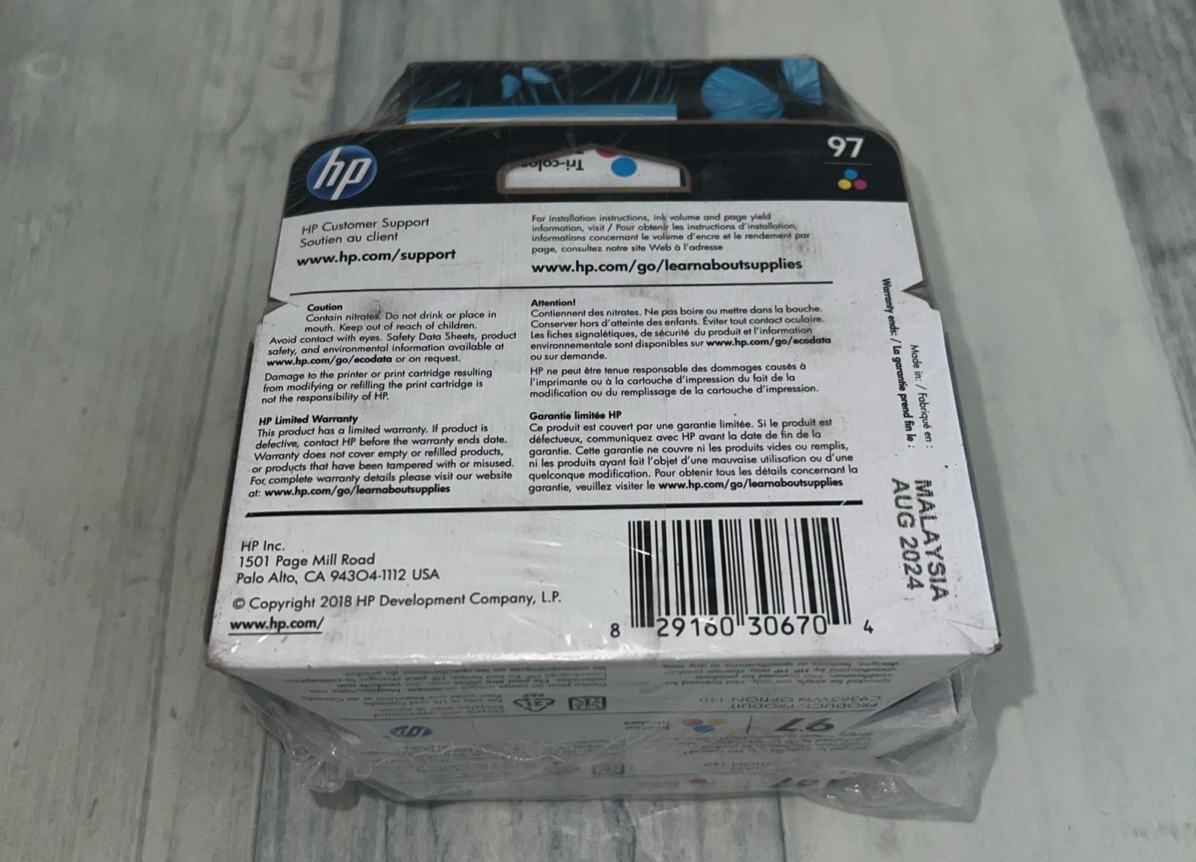 hp
Tri-color
97
HP Customer Support
Soutien au client
www.hp.com/support
For installation instructions, ink volume and page yield
information, visit / Pour obtenir les instructions d'installation,
informations concernant le volume d'encre et le rendement par
page, consultez notre site Web à l'adresse
www.hp.com/go/learnaboutsupplies
Caution
Contain nitrates. Do not drink or place in
mouth. Keep out of reach of children.
Avoid contact with eyes. Safety Data Sheets, product
safety, and environmental information available at
www.hp.com/go/ecodata or on request.
Damage to the printer or print cartridge resulting
from modifying or refilling the print cartridge is
not the responsibility of HP.
HP Limited Warranty
This product has a limited warranty. If product is
defective, contact HP before the warranty ends date.
Warranty does not cover empty or refilled products,
or products that have been tampered with or misused.
For complete warranty details please visit our website
at: www.hp.com/go/learnaboutsupplies
Attention!
Contiennent des nitrates. Ne pas boire ou mettre dans la bouche.
Conserver hors d'atteinte des enfants. Éviter tout contact oculaire.
Les fiches signalétiques, de sécurité du produit et l'information
environnementale sont disponibles sur www.hp.com/go/ecodata
ou sur demande.
HP ne peut être tenue responsable des dommages causés à
l'imprimante ou à la cartouche d'impression du fait de la
modification ou du remplissage de la cartouche d'impression.
Garantie limitée HP
Ce produit est couvert par une garantie limitée. Si le produit est
défectueux, communiquez avec HP avant la date de fin de la
garantie. Cette garantie ne couvre ni les produits vides ou remplis,
ni les produits ayant fait l'objet d'une mauvaise utilisation ou d'une
quelconque modification. Pour obtenir tous les détails concernant la
garantie, veuillez visiter le www.hp.com/go/learnaboutsupplies
Made in: / Fabriqué en : MALAYSIA
Warranty ends: / La garantie prend fin le : AUG 2024
HP Inc.
1501 Page Mill Road
Palo Alto, CA 94304-1112 USA
© Copyright 2018 HP Development Company, L.P.
www.hp.com/
8 29160 30670 4
PRODUCT/PRODUIT
C9363WN OPTION 140
21
PAP
hp
97